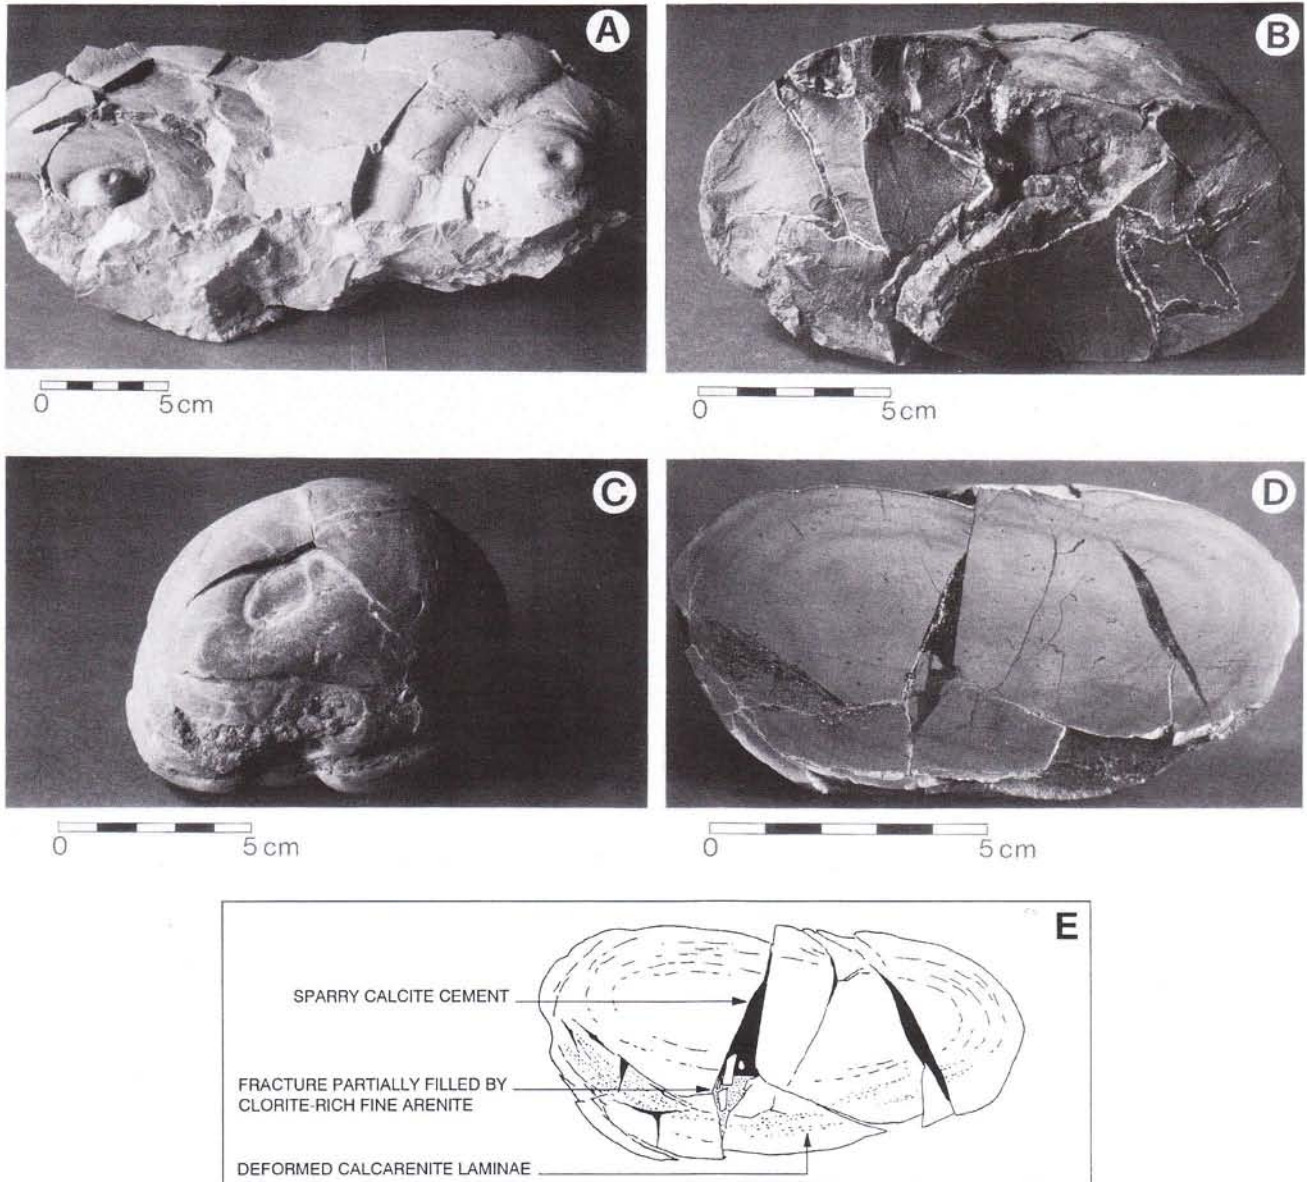 A
B
0 5cm
0 5cm
C
D
0 5cm
0 5cm
E
SPARRY CALCITE CEMENT
FRACTURE PARTIALLY FILLED BY
CLORITE-RICH FINE ARENITE
DEFORMED CALCARENITE LAMINAE